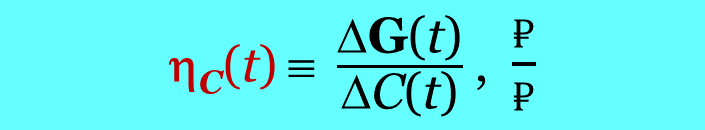 η_C(t) ≡ Δ𝐆(t) / ΔC(t) , ₽ / ₽